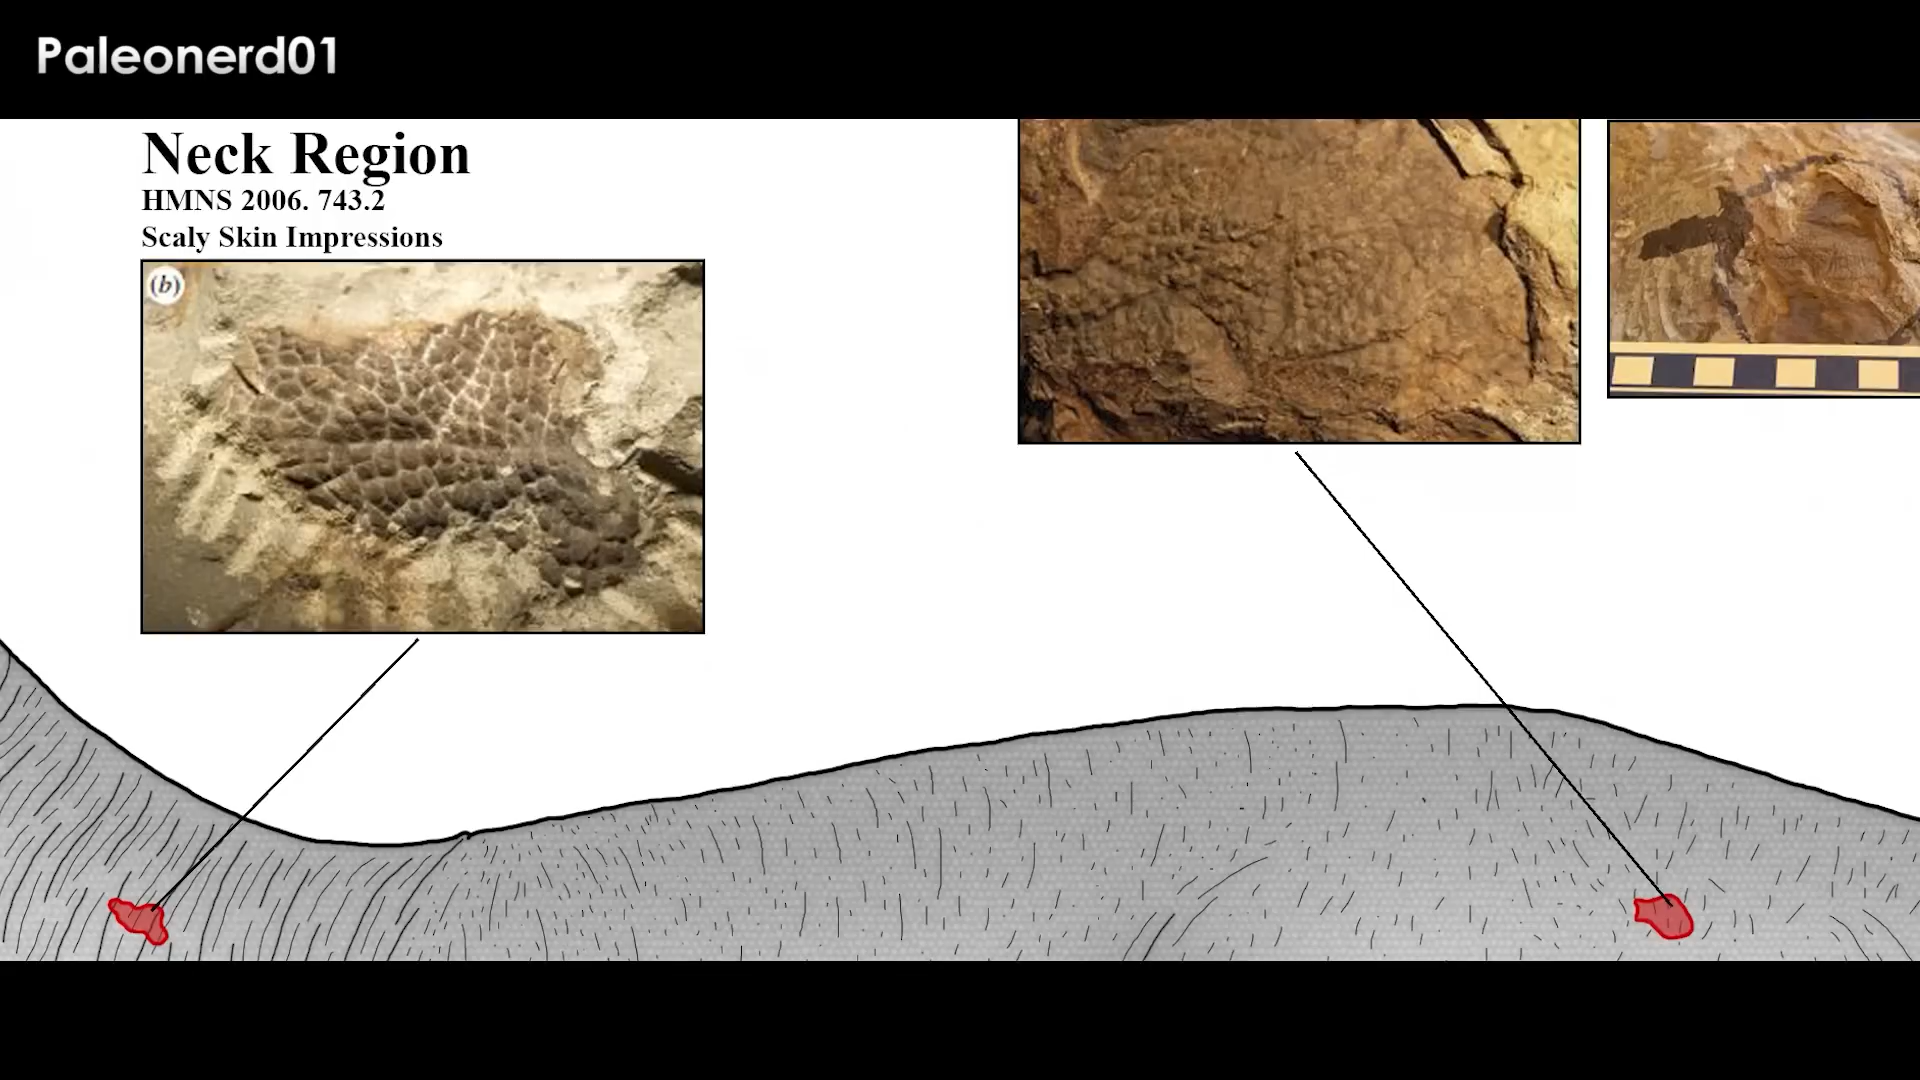 Paleonerd01
Neck Region
HMNS 2006. 743.2
Scaly Skin Impressions
(b)